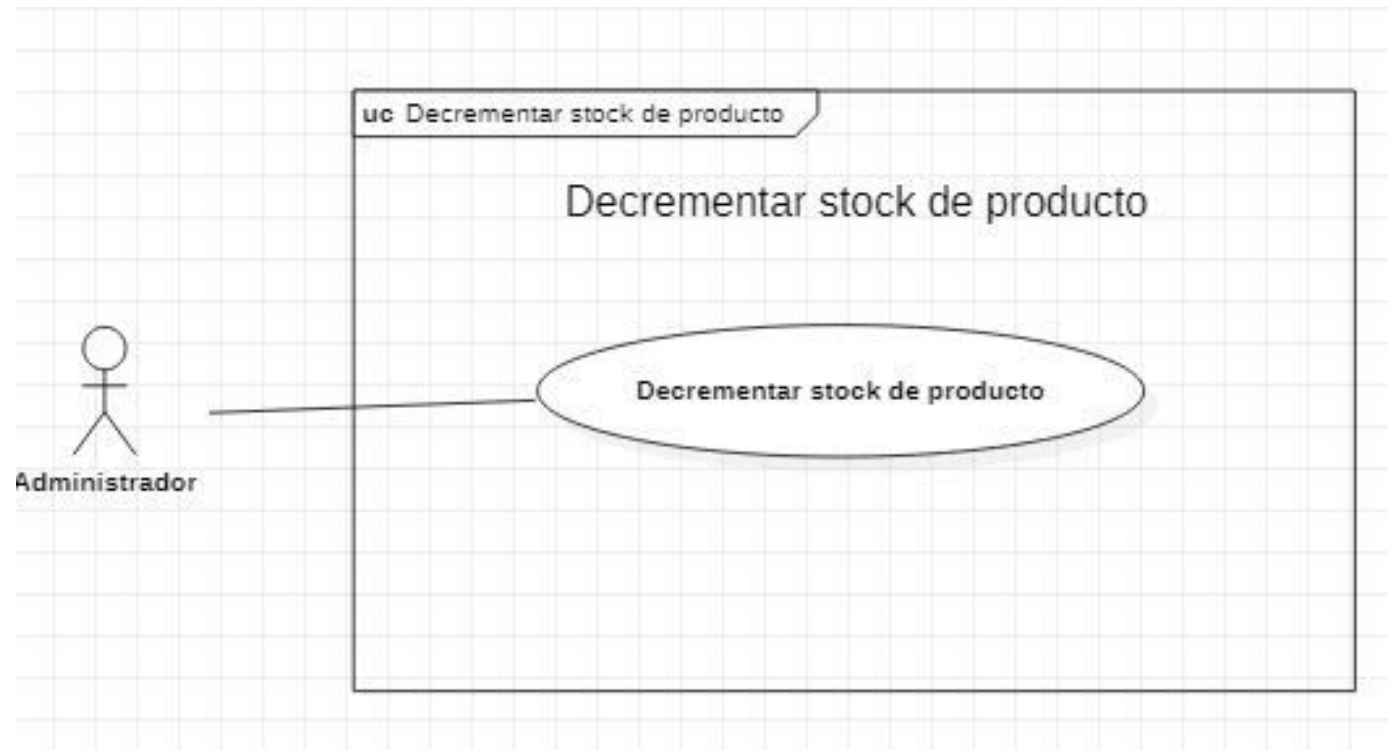 uc Decrementar stock de producto
Decrementar stock de producto
Decrementar stock de producto
Administrador